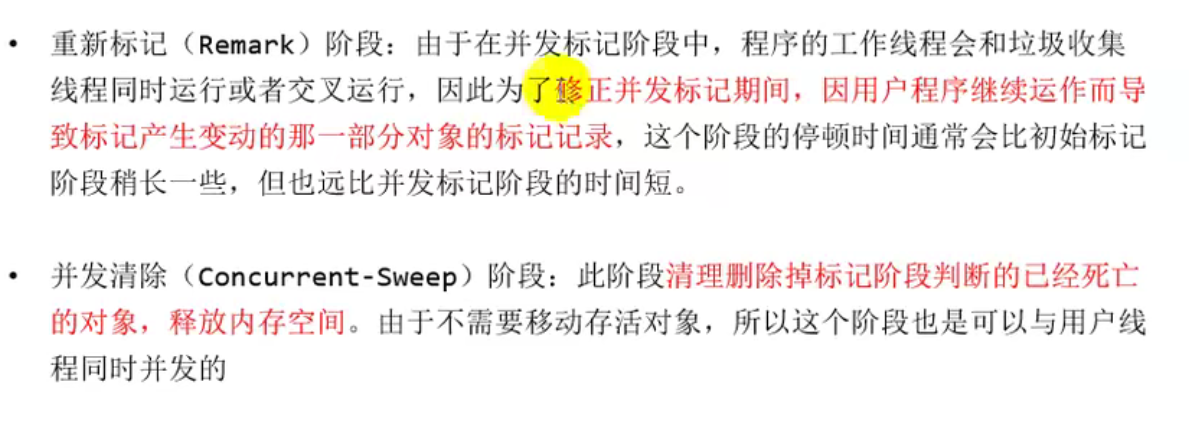 • 重新标记（Remark）阶段：由于在并发标记阶段中，程序的工作线程会和垃圾收集
线程同时运行或者交叉运行，因此为了修正并发标记期间，因用户程序继续运作而导
致标记产生变动的那一部分对象的标记记录，这个阶段的停顿时间通常会比初始标记
阶段稍长一些，但也远比并发标记阶段的时间短。
• 并发清除（Concurrent-Sweep）阶段：此阶段清理删除掉标记阶段判断的已经死亡
的对象，释放内存空间。由于不需要移动存活对象，所以这个阶段也是可以与用户线
程同时并发的